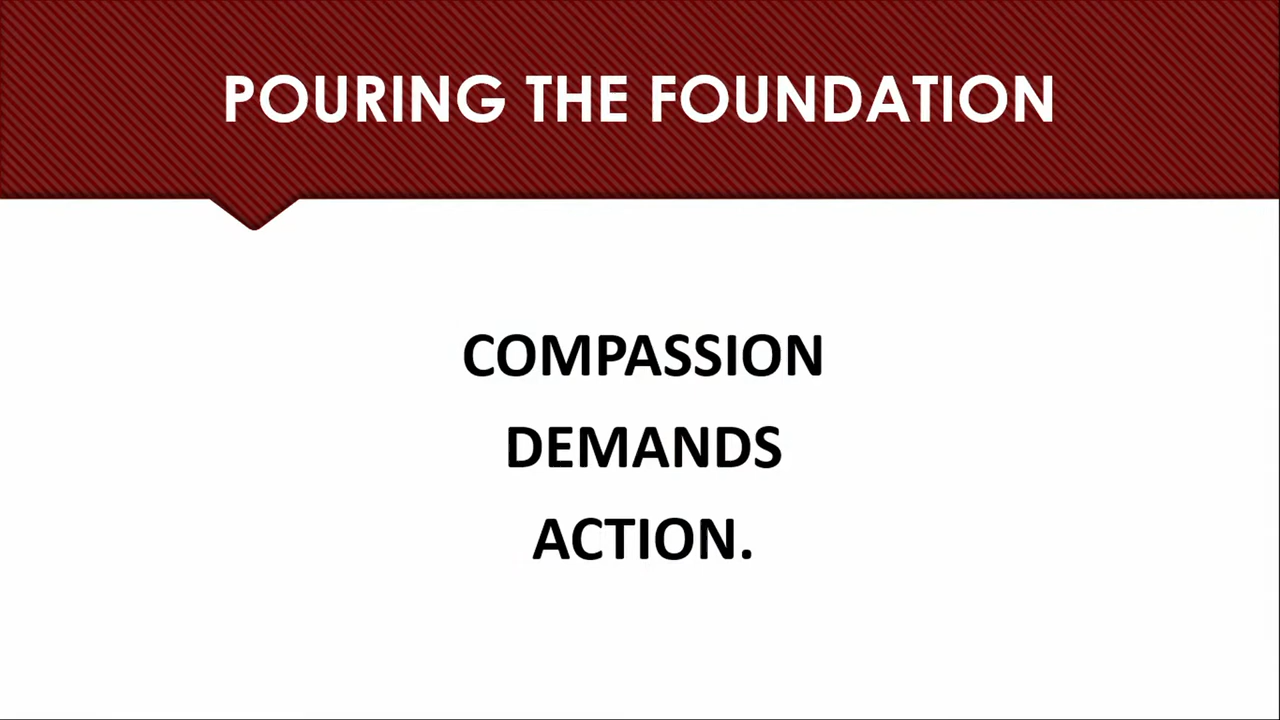 POURING THE FOUNDATION
COMPASSION
DEMANDS
ACTION.